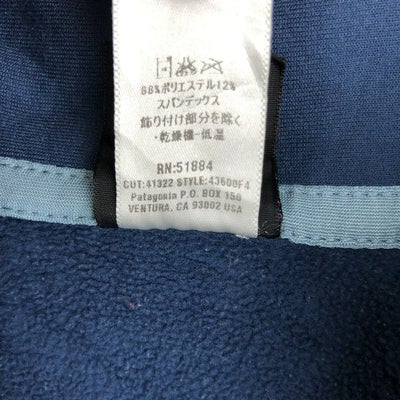 88%ポリエステル12%
スパンデックス
飾り付け部分を除く
・乾燥機-低温
RN:51884
CUT:41322 STYLE:43600F4
Patagonia P.O. BOX 150
VENTURA, CA 93002 USA